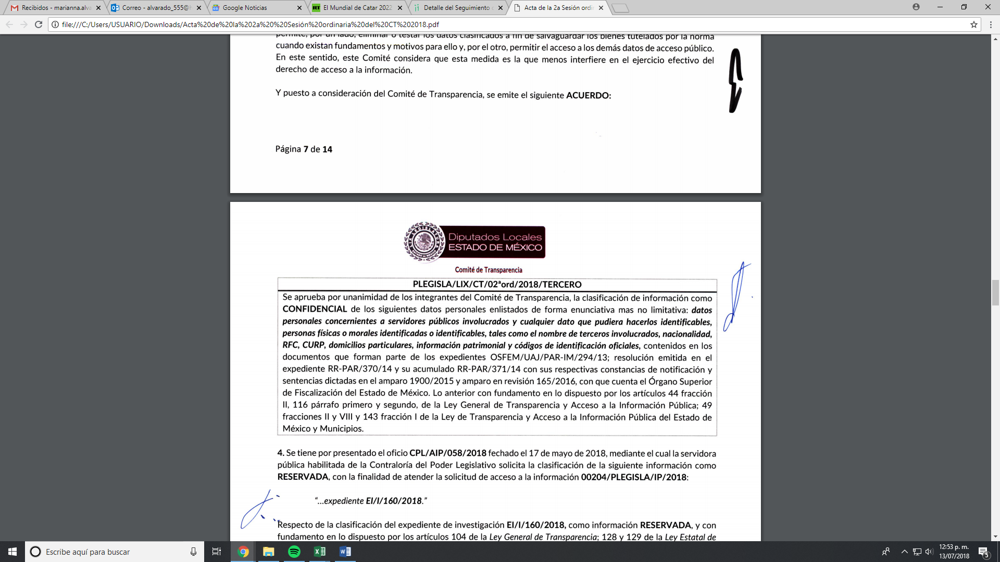 Recibidos - marianna.alva
Correo - alvarado_555@h
Google Noticias
RT El Mundial de Catar 2022
Detalle del Seguimiento
Acta de la 2a Sesión ordi
file:///C:/Users/USUARIO/Downloads/Acta%20de%20la%202a%20%20Sesión%20ordinaria%20del%20CT%202018.pdf
permite, por un lado, eliminar o testar los datos clasificados a fin de salvaguardar los bienes tutelados por la norma
cuando existan fundamentos y motivos para ello y, por el otro, permitir el acceso a los demás datos de acceso público.
En este sentido, este Comité considera que esta medida es la que menos interfiere en el ejercicio efectivo del
derecho de acceso a la información.
Y puesto a consideración del Comité de Transparencia, se emite el siguiente ACUERDO:
Página 7 de 14
LIX LEGISLATURA
ESTADO DE MÉXICO
Diputados Locales
ESTADO DE MÉXICO
Comité de Transparencia
PLEGISLA/LIX/CT/02ªord/2018/TERCERO
Se aprueba por unanimidad de los integrantes del Comité de Transparencia, la clasificación de información como
CONFIDENCIAL de los siguientes datos personales enlistados de forma enunciativa mas no limitativa: datos
personales concernientes a servidores públicos involucrados y cualquier dato que pudiera hacerlos identificables,
personas físicas o morales identificadas o identificables, tales como el nombre de terceros involucrados, nacionalidad,
RFC, CURP, domicilios particulares, información patrimonial y códigos de identificación oficiales, contenidos en los
documentos que forman parte de los expedientes OSFEM/UAJ/PAR-IM/294/13; resolución emitida en el
expediente RR-PAR/370/14 y su acumulado RR-PAR/371/14 con sus respectivas constancias de notificación y
sentencias dictadas en el amparo 1900/2015 y amparo en revisión 165/2016, con que cuenta el Órgano Superior
de Fiscalización del Estado de México. Lo anterior con fundamento en lo dispuesto por los artículos 44 fracción
II, 116 párrafo primero y segundo, de la Ley General de Transparencia y Acceso a la Información Pública; 49
fracciones II y VIII y 143 fracción I de la Ley de Transparencia y Acceso a la Información Pública del Estado de
México y Municipios.
4. Se tiene por presentado el oficio CPL/AIP/058/2018 fechado el 17 de mayo de 2018, mediante el cual la servidora
pública habilitada de la Contraloría del Poder Legislativo solicita la clasificación de la siguiente información como
RESERVADA, con la finalidad de atender la solicitud de acceso a la información 00204/PLEGISLA/IP/2018:
“...expediente EI/I/160/2018.”
Respecto de la clasificación del expediente de investigación EI/I/160/2018, como información RESERVADA, y con
fundamento en lo dispuesto por los artículos 104 de la Ley General de Transparencia; 128 y 129 de la Ley Estatal de
Escribe aquí para buscar
12:53 p. m.
13/07/2018
5